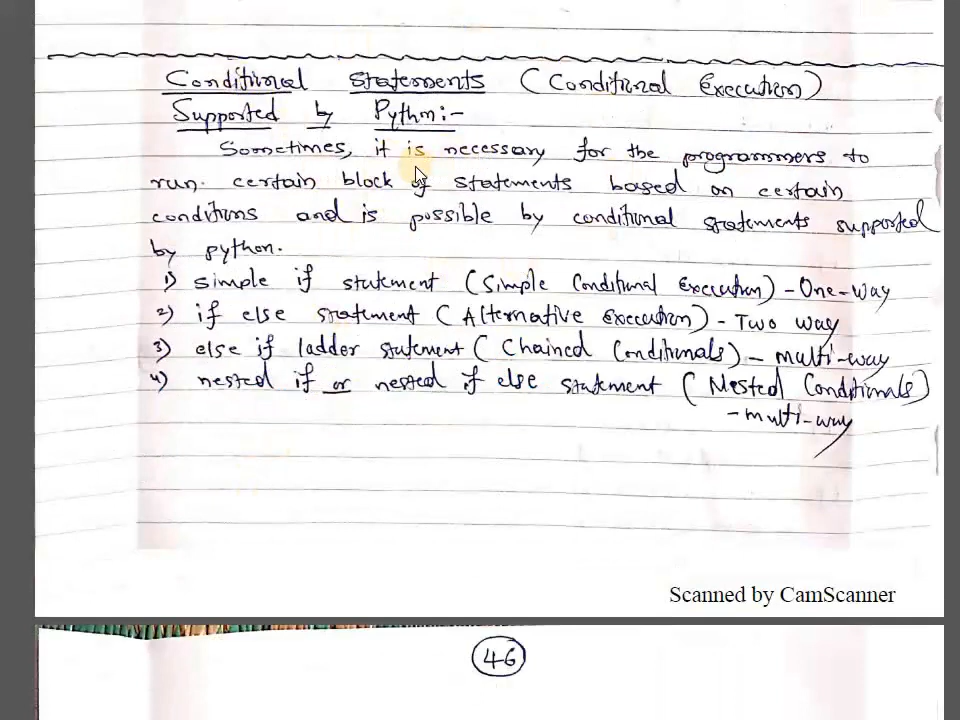 Conditional Statements (Conditional Execution)
Supported by Python:-
Sometimes, it is necessary for the programmers to
run certain block of statements based on certain
conditions and is possible by conditional statements supported
by python.
1) simple if statement (Simple Conditional Execution) - One-way
2) if else statement (Alternative execution) - Two way
3) else if ladder statement (Chained Conditionals) - multi-way
4) nested if or nested if else statement (Nested Conditionals)
- multi-way
Scanned by CamScanner
46